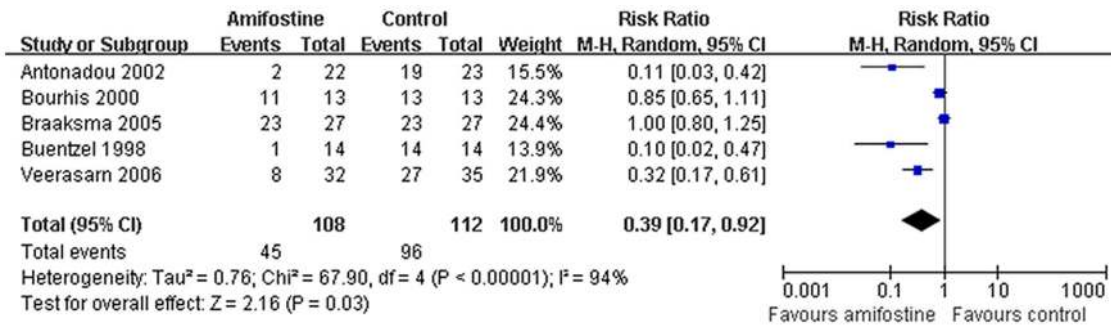 Amifostine Control Risk Ratio Risk Ratio
Study or Subgroup Events Total Events Total Weight M-H, Random, 95% CI M-H, Random, 95% CI
Antonadou 2002 2 22 19 23 15.5% 0.11 [0.03, 0.42]
Bourhis 2000 11 13 13 13 24.3% 0.85 [0.65, 1.11]
Braaksma 2005 23 27 23 27 24.4% 1.00 [0.80, 1.25]
Buentzel 1998 1 14 14 14 13.9% 0.10 [0.02, 0.47]
Veerasarn 2006 8 32 27 35 21.9% 0.32 [0.17, 0.61]
Total (95% CI) 108 112 100.0% 0.39 [0.17, 0.92]
Total events 45 96
Heterogeneity: Tau² = 0.76; Chi² = 67.90, df = 4 (P < 0.00001); I² = 94%
Test for overall effect: Z = 2.16 (P = 0.03)
0.001 0.1 1 10 1000
Favours amifostine Favours control